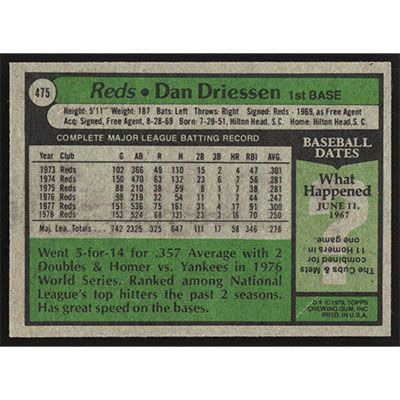 475
Reds • Dan Driessen 1st BASE
Height: 5'11" Weight: 187 Bats: Left Throws: Right Signed: Reds - 1969, as Free Agent
Acq: Signed, Free Agent, 8-28-69 Born: 7-29-51, Hilton Head, S.C. Home: Hilton Head, S.C.
COMPLETE MAJOR LEAGUE BATTING RECORD
Year Club G AB R H 2B 3B HR RBI AVG.
1973 Reds 102 366 49 110 15 2 4 47 .301
1974 Reds 150 470 63 132 23 6 7 56 .281
1975 Reds 88 210 38 59 8 1 7 38 .281
1976 Reds 98 219 32 54 11 1 7 44 .247
1977 Reds 151 536 75 161 31 4 17 91 .300
1978 Reds 153 524 68 131 23 3 16 70 .250
Maj. Lea. Totals 742 2325 325 647 111 58 346 .278
Went 5-for-14 for .357 Average with 2
Doubles & Homer vs. Yankees in 1976
World Series. Ranked among National
League's top hitters the past 2 seasons.
Has great speed on the bases.
BASEBALL
DATES
What
Happened
JUNE 11,
1967
?
The Cubs & Mets
combined for
11 Homers in
one game
© 1979, TOPPS
CHEWING GUM, INC
PRTD. IN U.S.A.